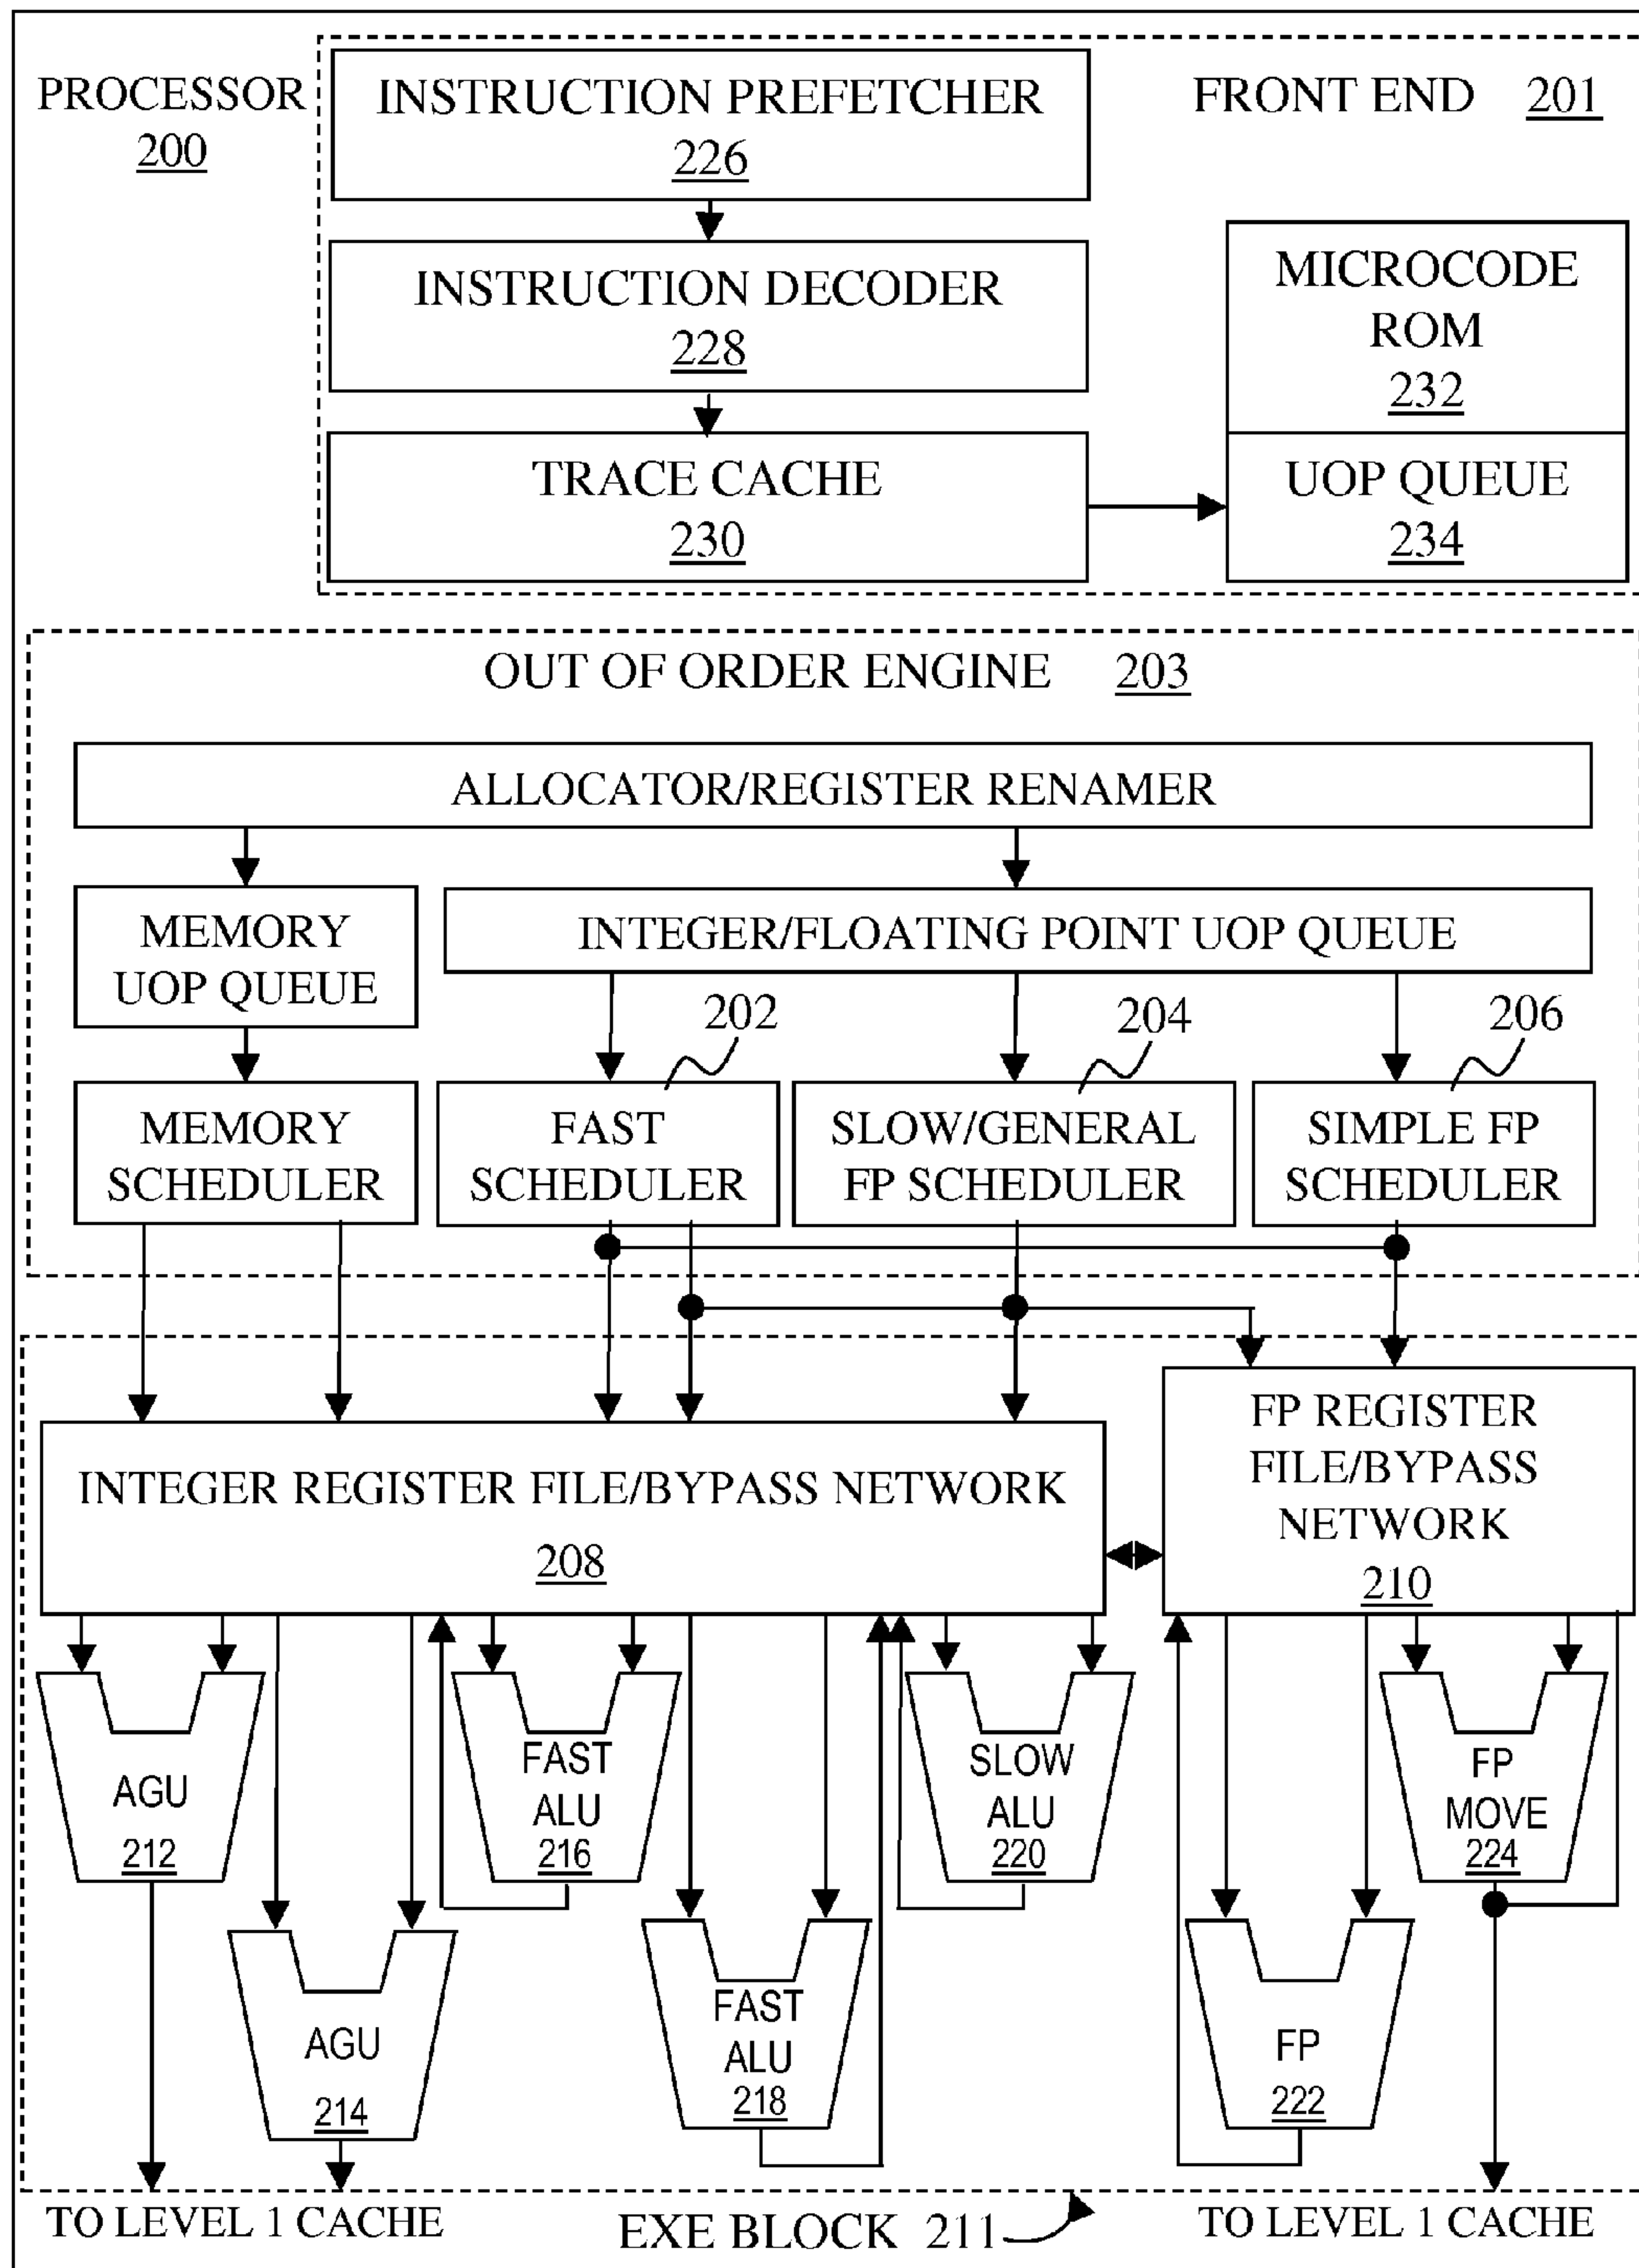 PROCESSOR
200
INSTRUCTION PREFETCHER
226
FRONT END 201
INSTRUCTION DECODER
228
MICROCODE
ROM
232
TRACE CACHE
230
UOP QUEUE
234
OUT OF ORDER ENGINE 203
ALLOCATOR/REGISTER RENAMER
MEMORY
UOP QUEUE
INTEGER/FLOATING POINT UOP QUEUE
202
204
206
MEMORY
SCHEDULER
FAST
SCHEDULER
SLOW/GENERAL
FP SCHEDULER
SIMPLE FP
SCHEDULER
INTEGER REGISTER FILE/BYPASS NETWORK
208
FP REGISTER
FILE/BYPASS
NETWORK
210
AGU
212
FAST
ALU
216
SLOW
ALU
220
FP
MOVE
224
AGU
214
FAST
ALU
218
FP
222
TO LEVEL 1 CACHE
EXE BLOCK 211
TO LEVEL 1 CACHE